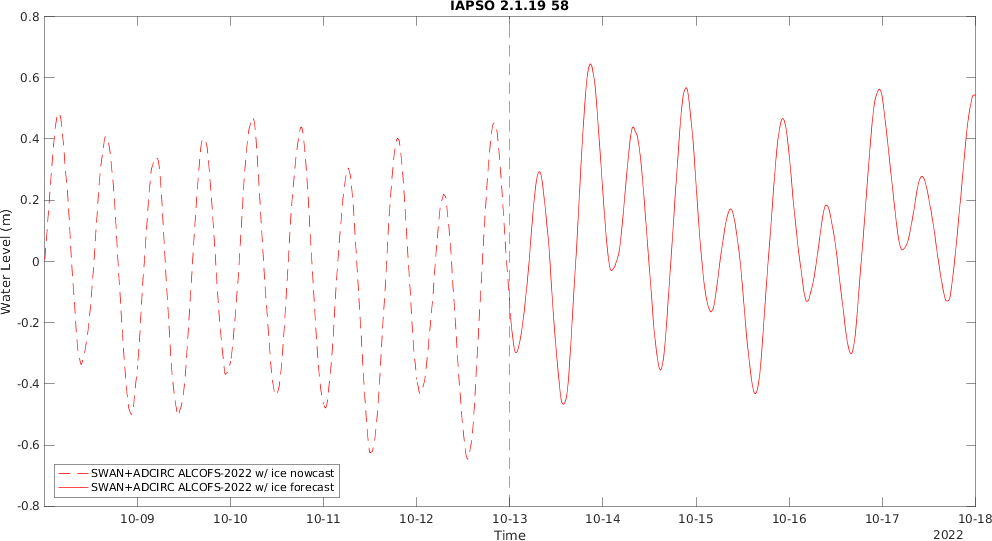 IAPSO 2.1.19 58
0.8
0.6
0.4
0.2
0
-0.2
-0.4
-0.6
-0.8
Water Level (m)
SWAN+ADCIRC ALCOFS-2022 w/ ice nowcast
SWAN+ADCIRC ALCOFS-2022 w/ ice forecast
10-09 10-10 10-11 10-12 10-13 10-14 10-15 10-16 10-17 10-18
Time
2022